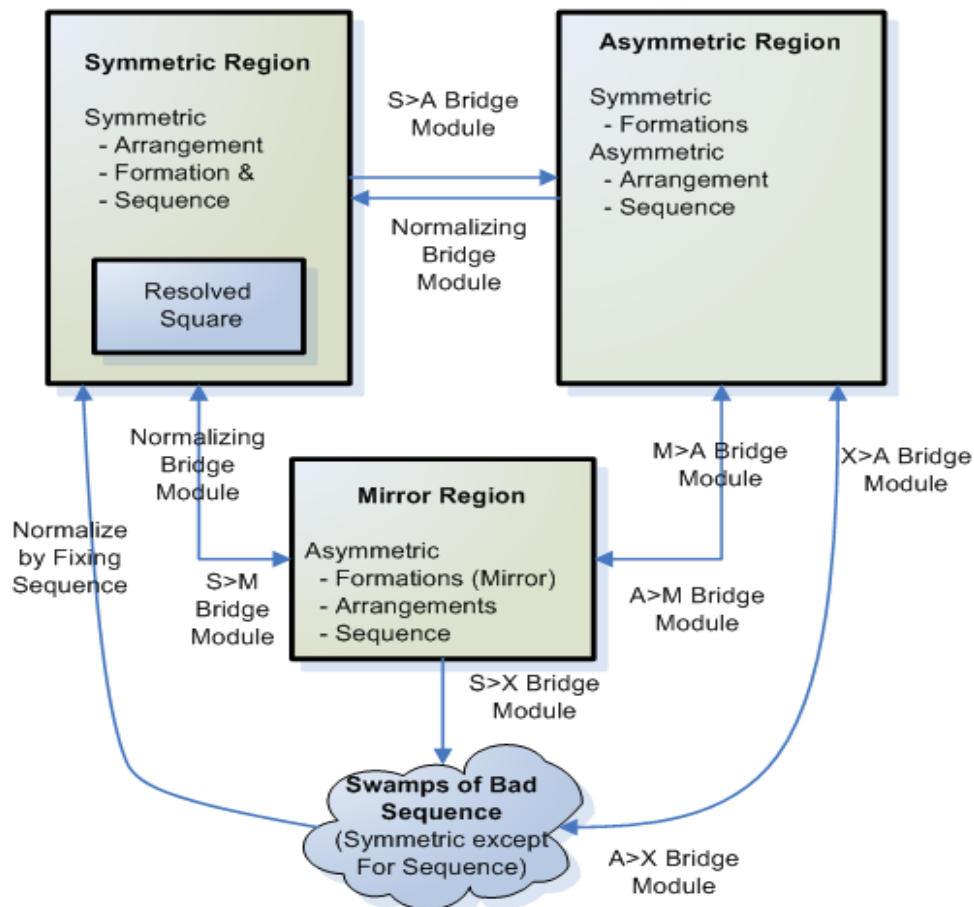 Symmetric Region
Symmetric
- Arrangement
- Formation &
- Sequence
Resolved
Square
S>A Bridge
Module
Normalizing
Bridge
Module
Asymmetric Region
Symmetric
- Formations
Asymmetric
- Arrangement
- Sequence
Normalizing
Bridge
Module
S>M
Bridge
Module
Mirror Region
Asymmetric
- Formations (Mirror)
- Arrangements
- Sequence
M>A Bridge
Module
X>A Bridge
Module
A>M Bridge
Module
Normalize
by Fixing
Sequence
S>X Bridge
Module
Swamps of Bad
Sequence
(Symmetric except
For Sequence)
A>X Bridge
Module